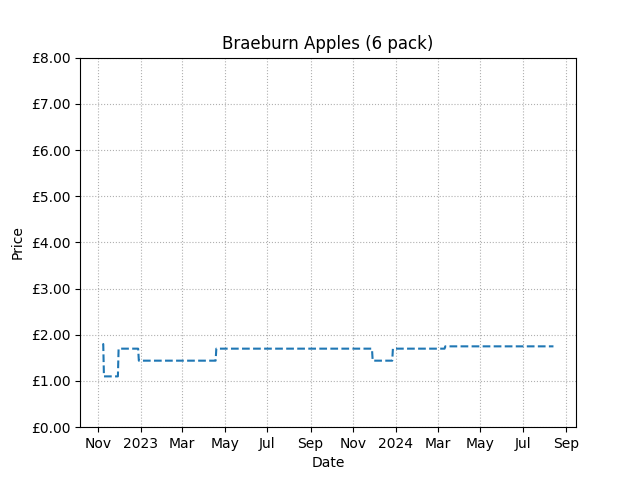 Braeburn Apples (6 pack)
£8.00
£7.00
£6.00
£5.00
£4.00
£3.00
£2.00
£1.00
£0.00
Price
Nov 2023 Mar May Jul Sep Nov 2024 Mar May Jul Sep
Date